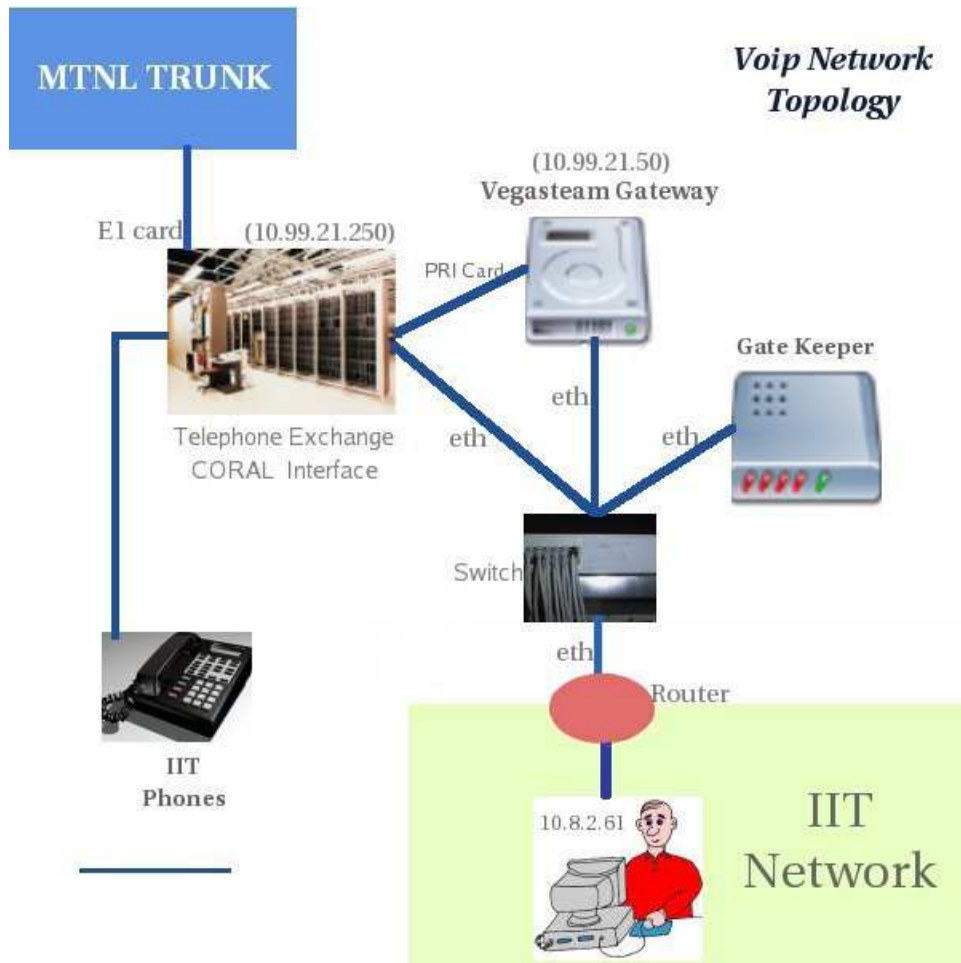 MTNL TRUNK
Voip Network
Topology
(10.99.21.50)
Vegasteam Gateway
E1 card
(10.99.21.250)
PRI Card
Gate Keeper
eth
eth
eth
Telephone Exchange
CORAL Interface
Switch
eth
Router
IIT
Phones
10.8.2.61
IIT
Network